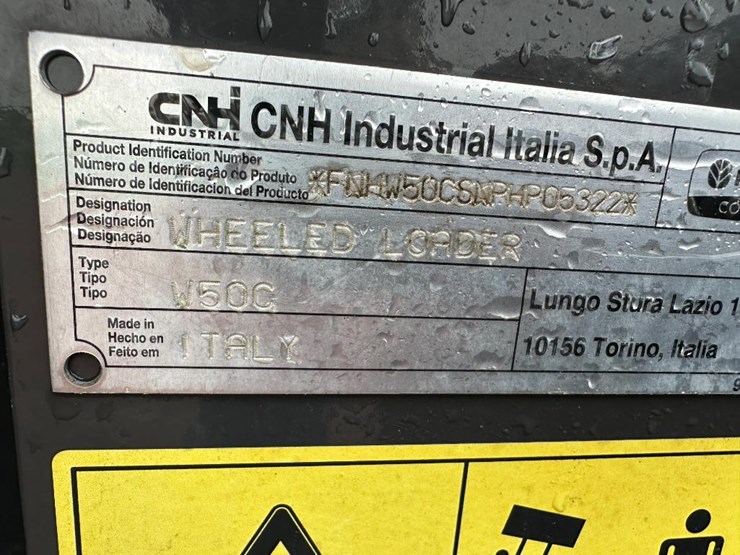 CNH INDUSTRIAL CNH Industrial Italia S.p.A.
Product Identification Number
Número de Identificação do Produto
Número de Identificacion del Producto *FNHW50CSNPHP05322*
Designation
Designación
Designação WHEELED LOADER
Type
Tipo
Tipo W50C
Made in
Hecho en
Feito em ITALY
Lungo Stura Lazio
10156 Torino, Italia